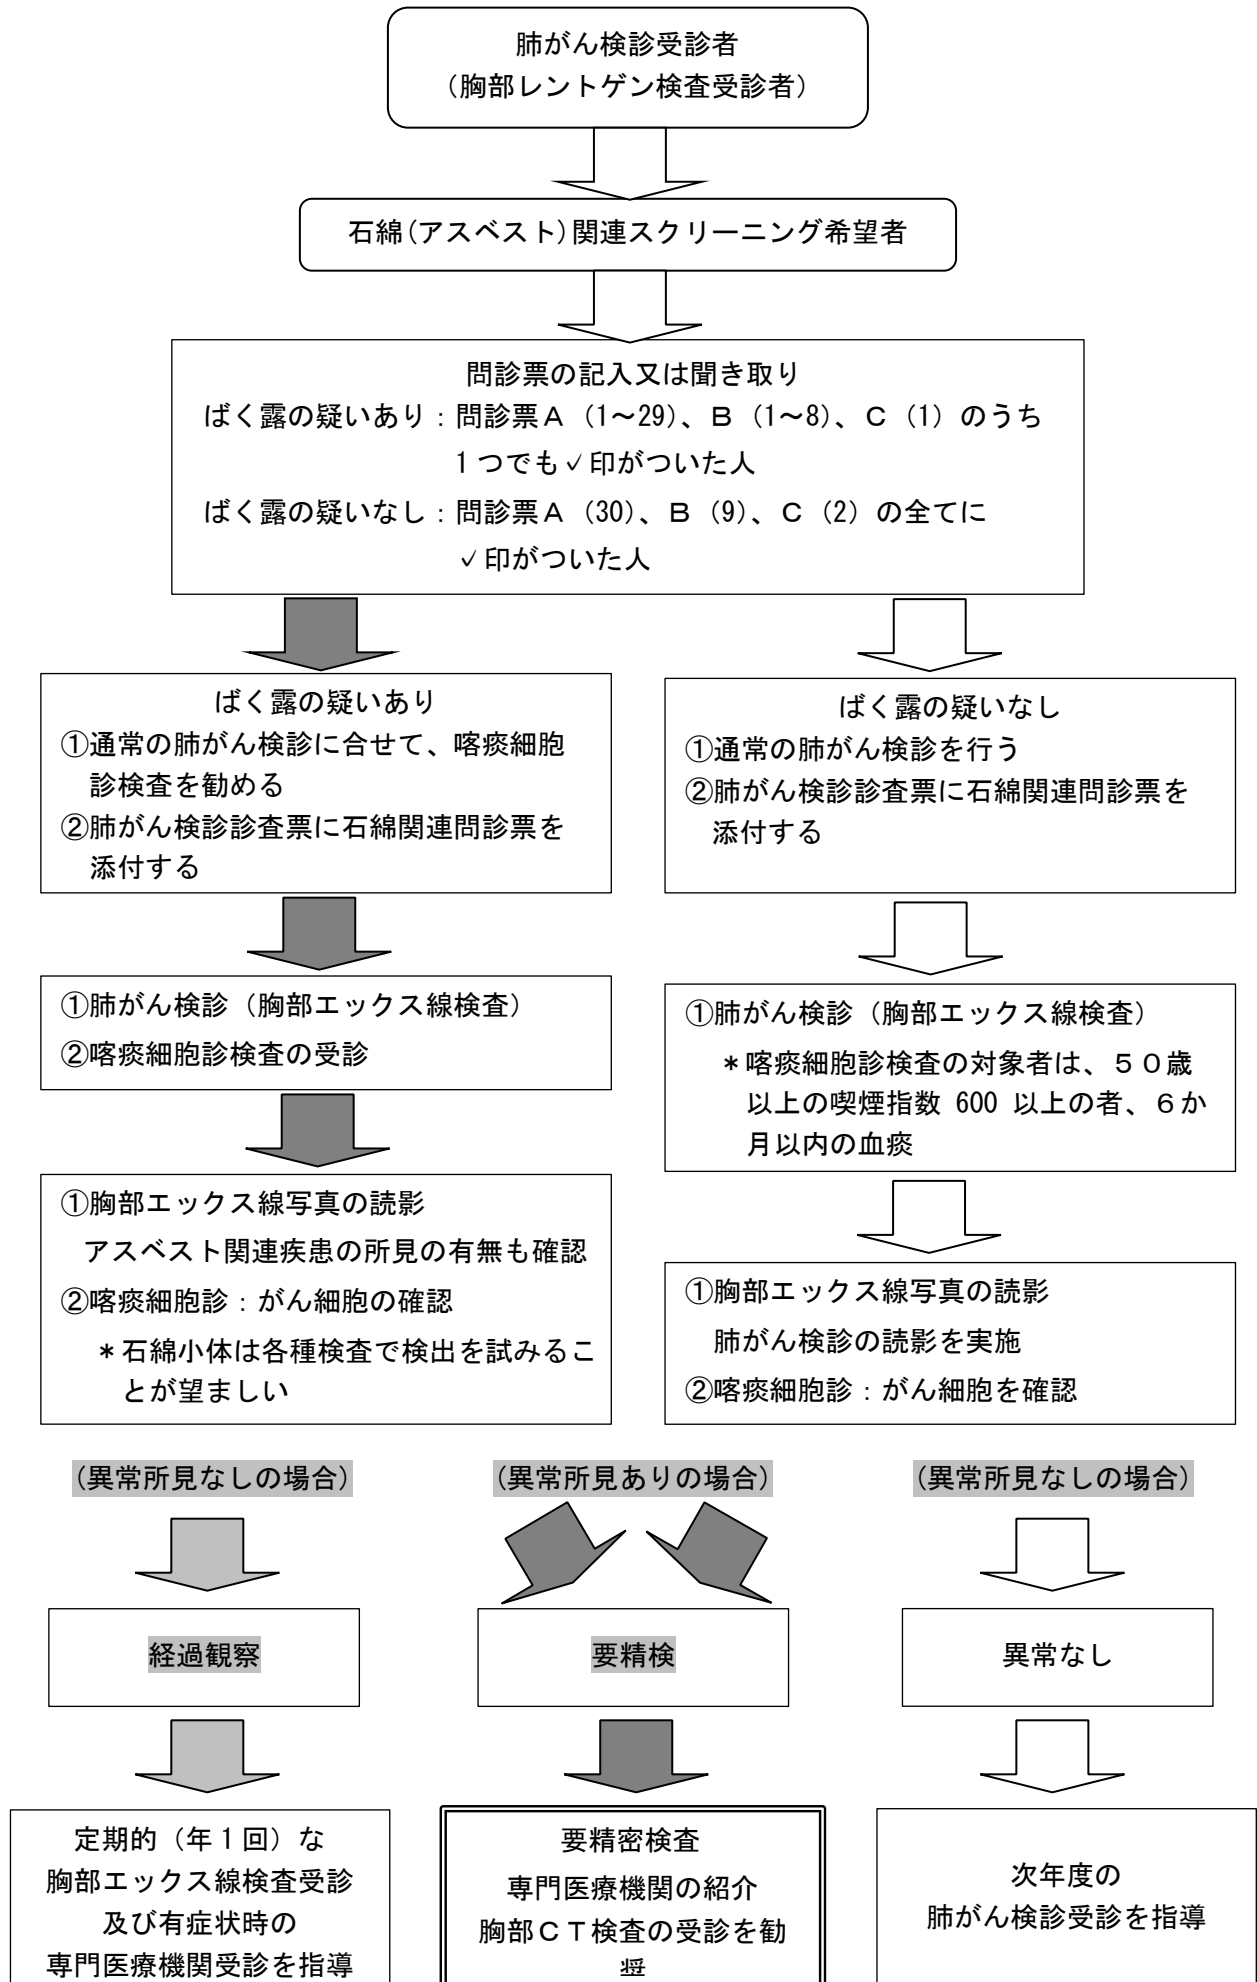 肺がん検診受診者
（胸部レントゲン検査受診者）
石綿(アスベスト)関連スクリーニング希望者
問診票の記入又は聞き取り
ばく露の疑いあり：問診票Ａ（1～29）、Ｂ（1～8）、Ｃ（1）のうち
１つでも✓印がついた人
ばく露の疑いなし：問診票Ａ（30）、Ｂ（9）、Ｃ（2）の全てに
✓印がついた人
ばく露の疑いあり
①通常の肺がん検診に合せて、喀痰細胞
診検査を勧める
②肺がん検診診査票に石綿関連問診票を
添付する
ばく露の疑いなし
①通常の肺がん検診を行う
②肺がん検診診査票に石綿関連問診票を
添付する
①肺がん検診（胸部エックス線検査）
②喀痰細胞診検査の受診
①肺がん検診（胸部エックス線検査）
＊喀痰細胞診検査の対象者は、５０歳
以上の喫煙指数 600 以上の者、６か
月以内の血痰
①胸部エックス線写真の読影
アスベスト関連疾患の所見の有無も確認
②喀痰細胞診：がん細胞の確認
＊石綿小体は各種検査で検出を試みるこ
とが望ましい
①胸部エックス線写真の読影
肺がん検診の読影を実施
②喀痰細胞診：がん細胞を確認
(異常所見なしの場合)
(異常所見ありの場合)
(異常所見なしの場合)
経過観察
要精検
異常なし
定期的（年１回）な
胸部エックス線検査受診
及び有症状時の
専門医療機関受診を指導
要精密検査
専門医療機関の紹介
胸部ＣＴ検査の受診を勧
奨
次年度の
肺がん検診受診を指導